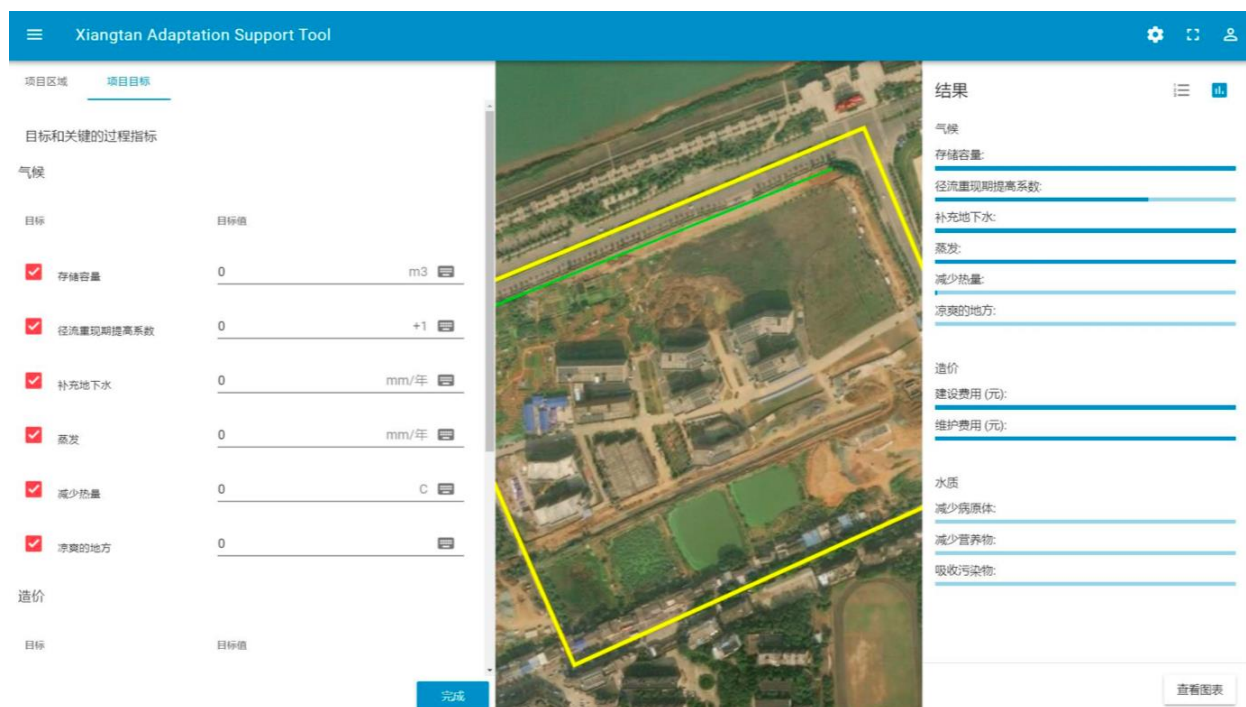 Xiangtan Adaptation Support Tool
项目区域 项目目标
目标和关键的过程指标
气候
目标 目标值
存储容量 0 m3
径流重现期提高系数 0 +1
补充地下水 0 mm/年
蒸发 0 mm/年
减少热量 0 C
凉爽的地方 0
造价
目标 目标值
完成
结果
气候
存储容量:
径流重现期提高系数:
补充地下水:
蒸发:
减少热量:
凉爽的地方:
造价
建设费用 (元):
维护费用 (元):
水质
减少病原体:
减少营养物:
吸收污染物:
查看图表